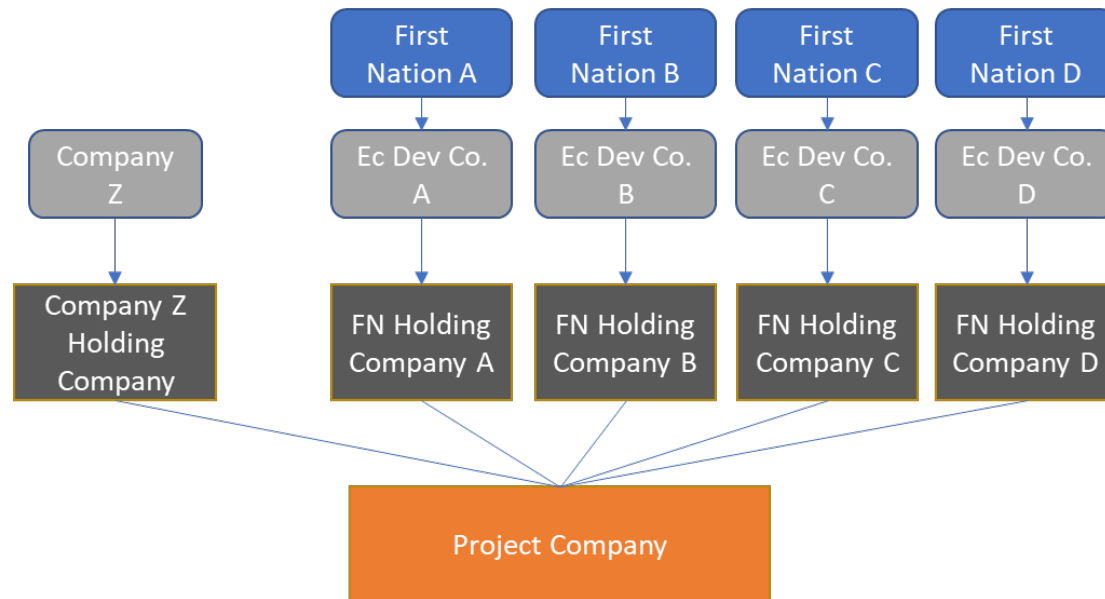 First
Nation A
First
Nation B
First
Nation C
First
Nation D
Company
Z
Ec Dev Co.
A
Ec Dev Co.
B
Ec Dev Co.
C
Ec Dev Co.
D
Company Z
Holding
Company
FN Holding
Company A
FN Holding
Company B
FN Holding
Company C
FN Holding
Company D
Project Company